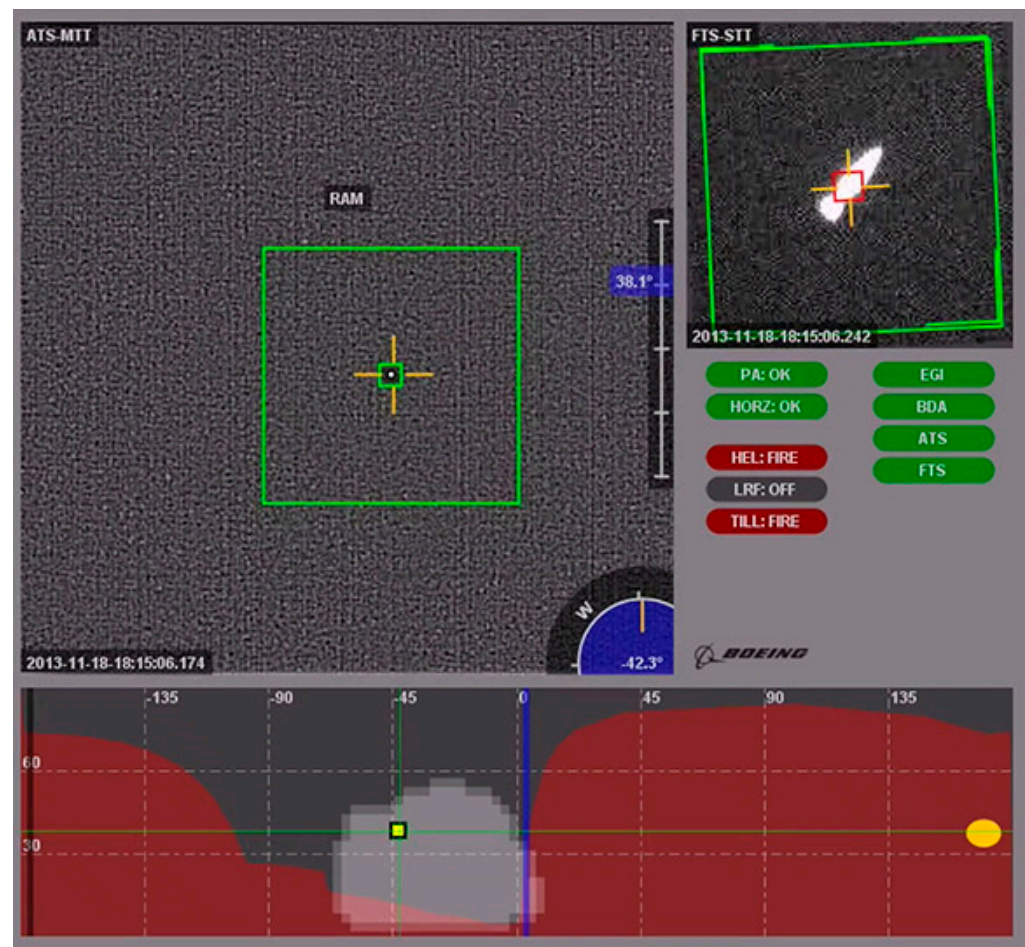 ATS-MTT
RAM
38.1°
W
-42.3°
2013-11-18-18:15:06.174
FTS-STT
2013-11-18-18:15:06.242
PA: OK
EGI
HORZ: OK
BDA
ATS
HEL: FIRE
FTS
LRF: OFF
TILL: FIRE
BOEING
-135 -90 -45 0 45 90 135
60
30